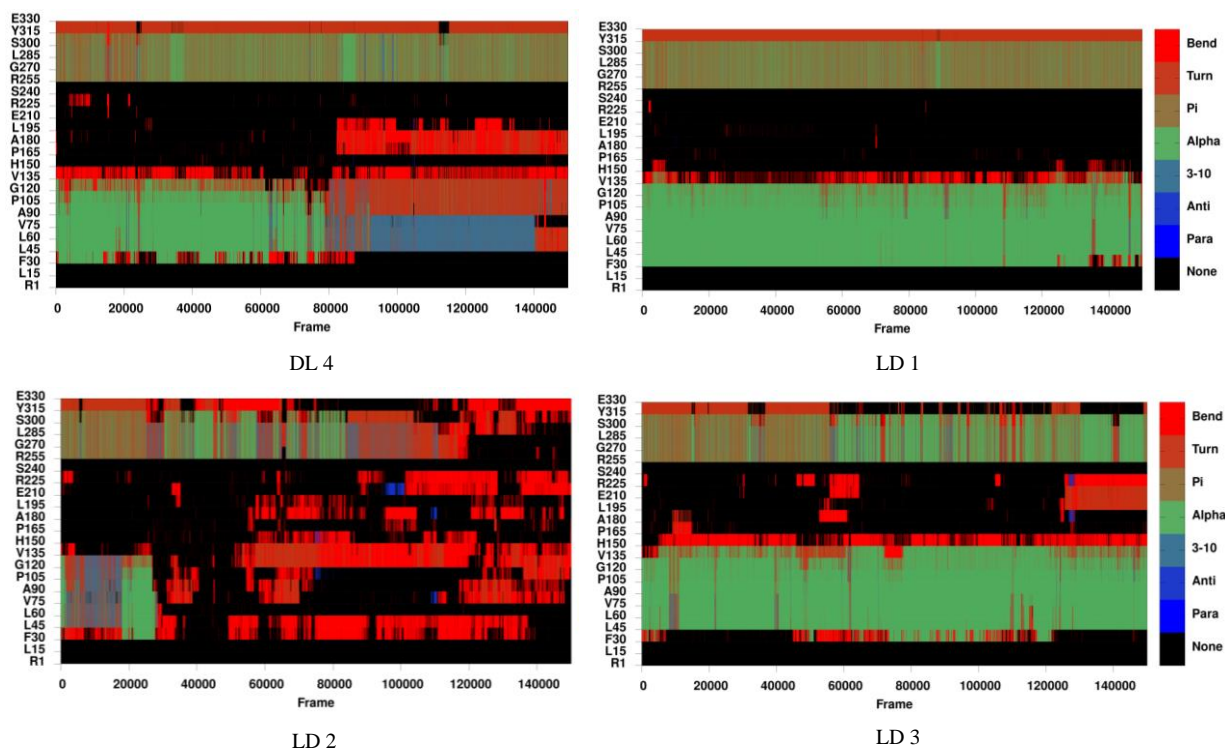 E330
Y315
S300
L285
G270
R255
S240
R225
E210
L195
A180
P165
H150
V135
G120
P105
A90
V75
L60
L45
F30
L15
R1
0 20000 40000 60000 80000 100000 120000 140000
Frame
DL 4
E330
Y315
S300
L285
G270
R255
S240
R225
E210
L195
A180
P165
H150
V135
G120
P105
A90
V75
L60
L45
F30
L15
R1
0 20000 40000 60000 80000 100000 120000 140000
Frame
LD 1
Bend
Turn
Pi
Alpha
3-10
Anti
Para
None
E330
Y315
S300
L285
G270
R255
S240
R225
E210
L195
A180
P165
H150
V135
G120
P105
A90
V75
L60
L45
F30
L15
R1
0 20000 40000 60000 80000 100000 120000 140000
Frame
LD 2
E330
Y315
S300
L285
G270
R255
S240
R225
E210
L195
A180
P165
H150
V135
G120
P105
A90
V75
L60
L45
F30
L15
R1
0 20000 40000 60000 80000 100000 120000 140000
Frame
LD 3
Bend
Turn
Pi
Alpha
3-10
Anti
Para
None